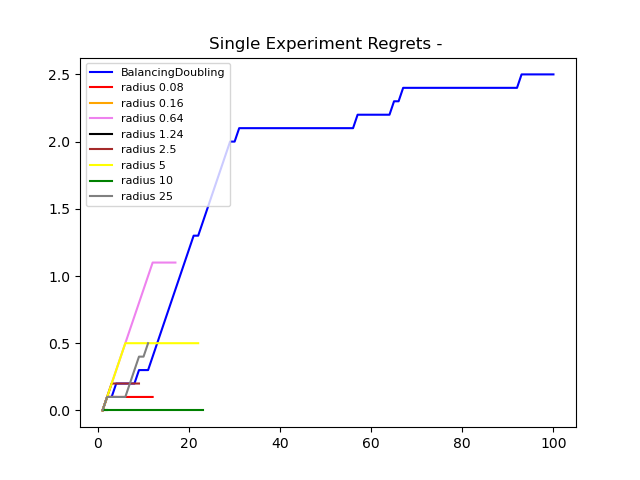 Single Experiment Regrets -
BalancingDoubling
radius 0.08
radius 0.16
radius 0.64
radius 1.24
radius 2.5
radius 5
radius 10
radius 25
2.5
2.0
1.5
1.0
0.5
0.0
0 20 40 60 80 100